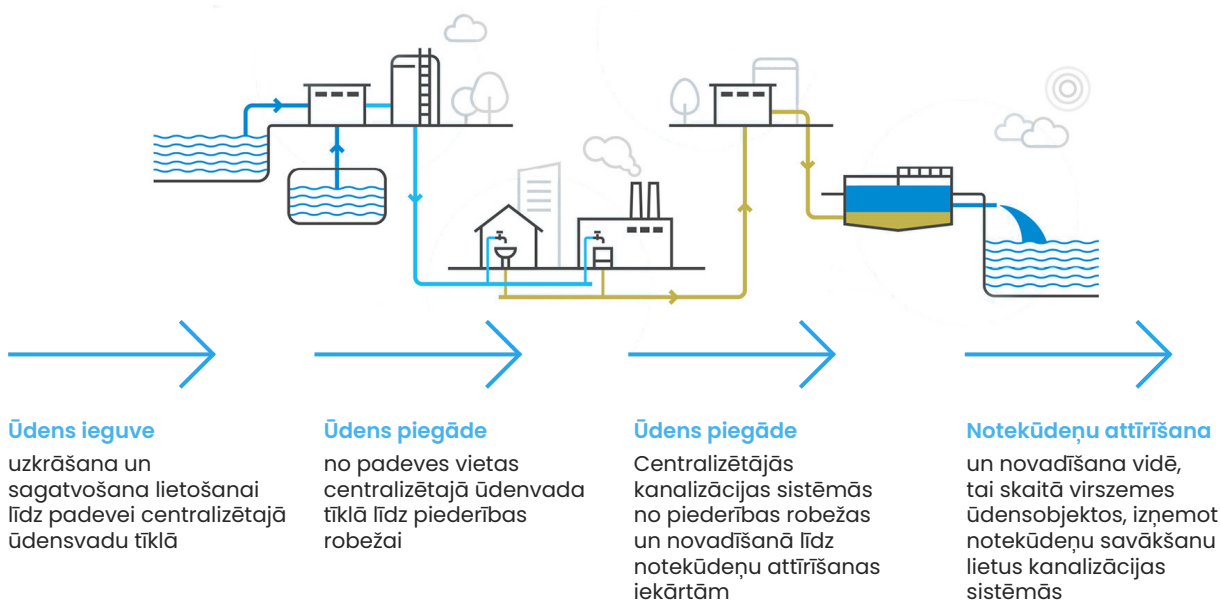 Ūdens ieguve
uzkrāšana un
sagatvošana lietošanai
līdz padevei centralizētajā
ūdensvadu tīklā
Ūdens piegāde
no padeves vietas
centralizētajā ūdenvada
tīklā līdz piederības
robežai
Ūdens piegāde
Centralizētājās
kanalizācijas sistēmās
no piederības robežas
un novadīšanā līdz
notekūdeņu attīrīšanas
iekārtām
Notekūdeņu attīrīšana
un novadīšana vidē,
tai skaitā virszemes
ūdensobjektos, izņemot
notekūdeņu savākšanu
lietus kanalizācijas
sistēmās